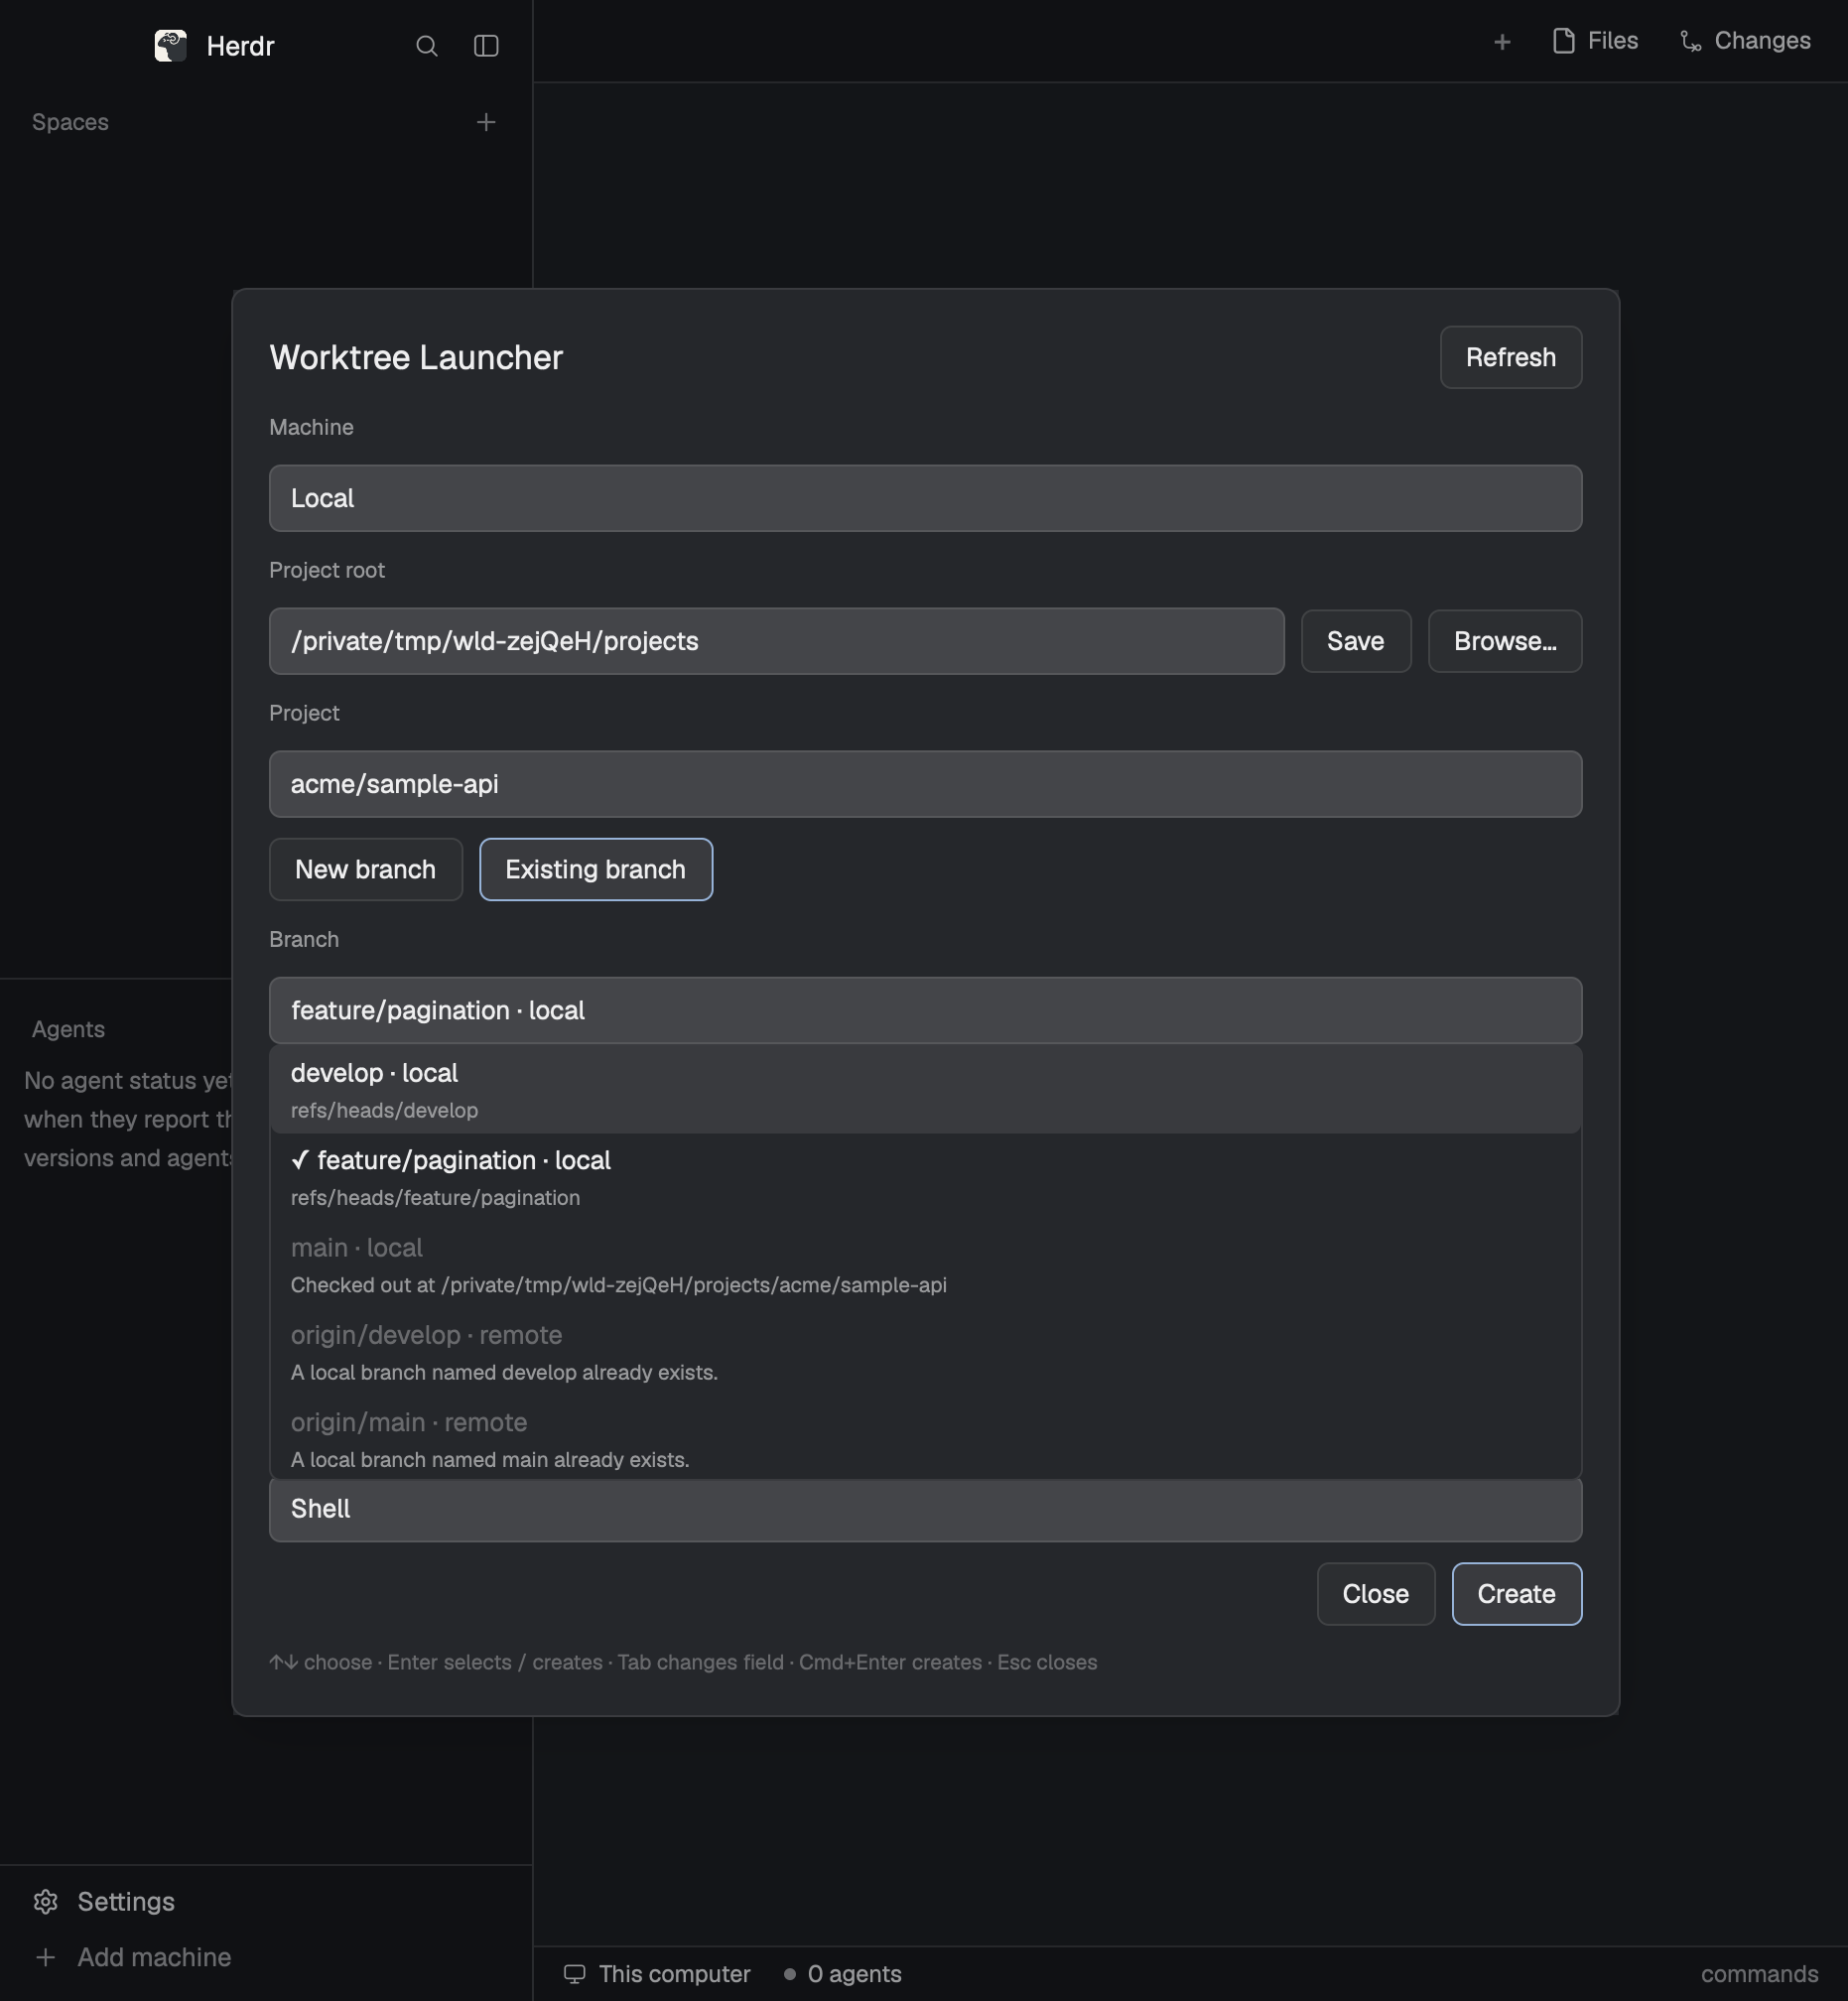 Herdr
Files
Changes
Spaces
Worktree Launcher
Refresh
Machine
Local
Project root
/private/tmp/wld-zejQeH/projects
Save
Browse...
Project
acme/sample-api
New branch
Existing branch
Branch
feature/pagination · local
develop · local
refs/heads/develop
✓ feature/pagination · local
refs/heads/feature/pagination
main · local
Checked out at /private/tmp/wld-zejQeH/projects/acme/sample-api
origin/develop · remote
A local branch named develop already exists.
origin/main · remote
A local branch named main already exists.
Shell
Close
Create
↑↓ choose · Enter selects / creates · Tab changes field · Cmd+Enter creates · Esc closes
Agents
No agent status yet
when they report th
versions and agents
Settings
Add machine
This computer
0 agents
commands